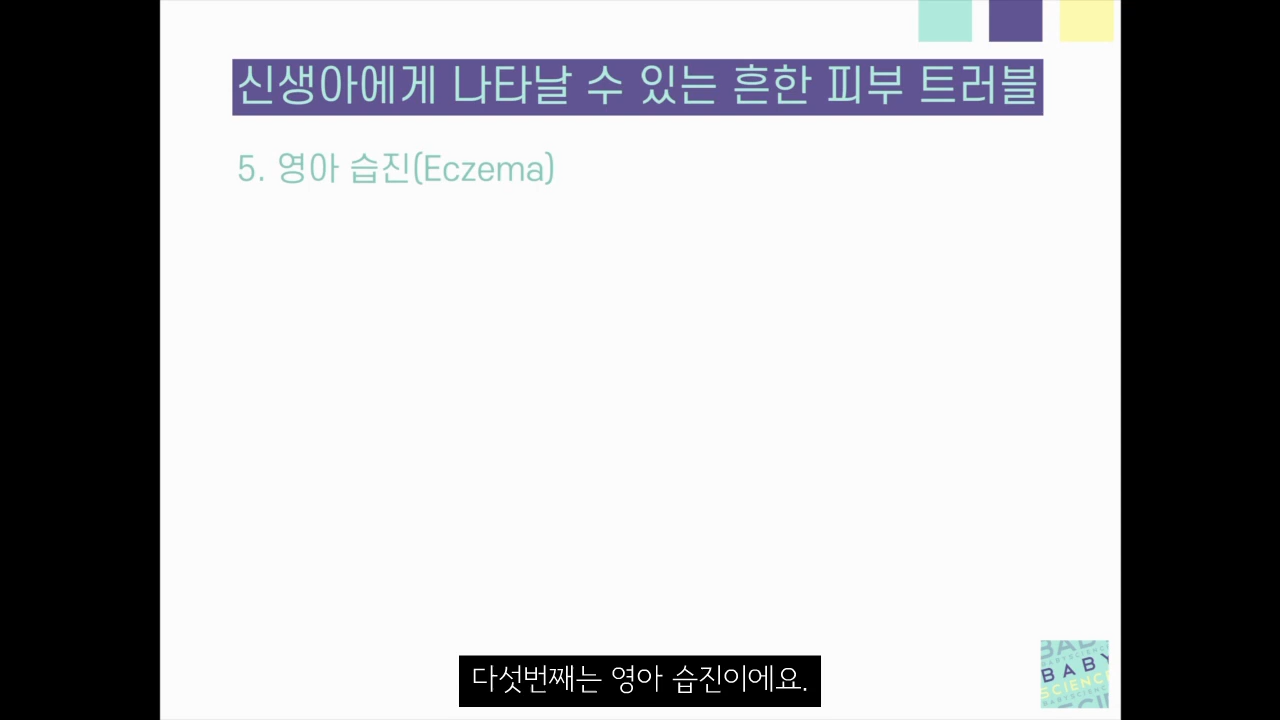 신생아에게 나타날 수 있는 흔한 피부 트러블
5. 영아 습진(Eczema)
다섯번째는 영아 습진이에요.
BABY
SCIENCE